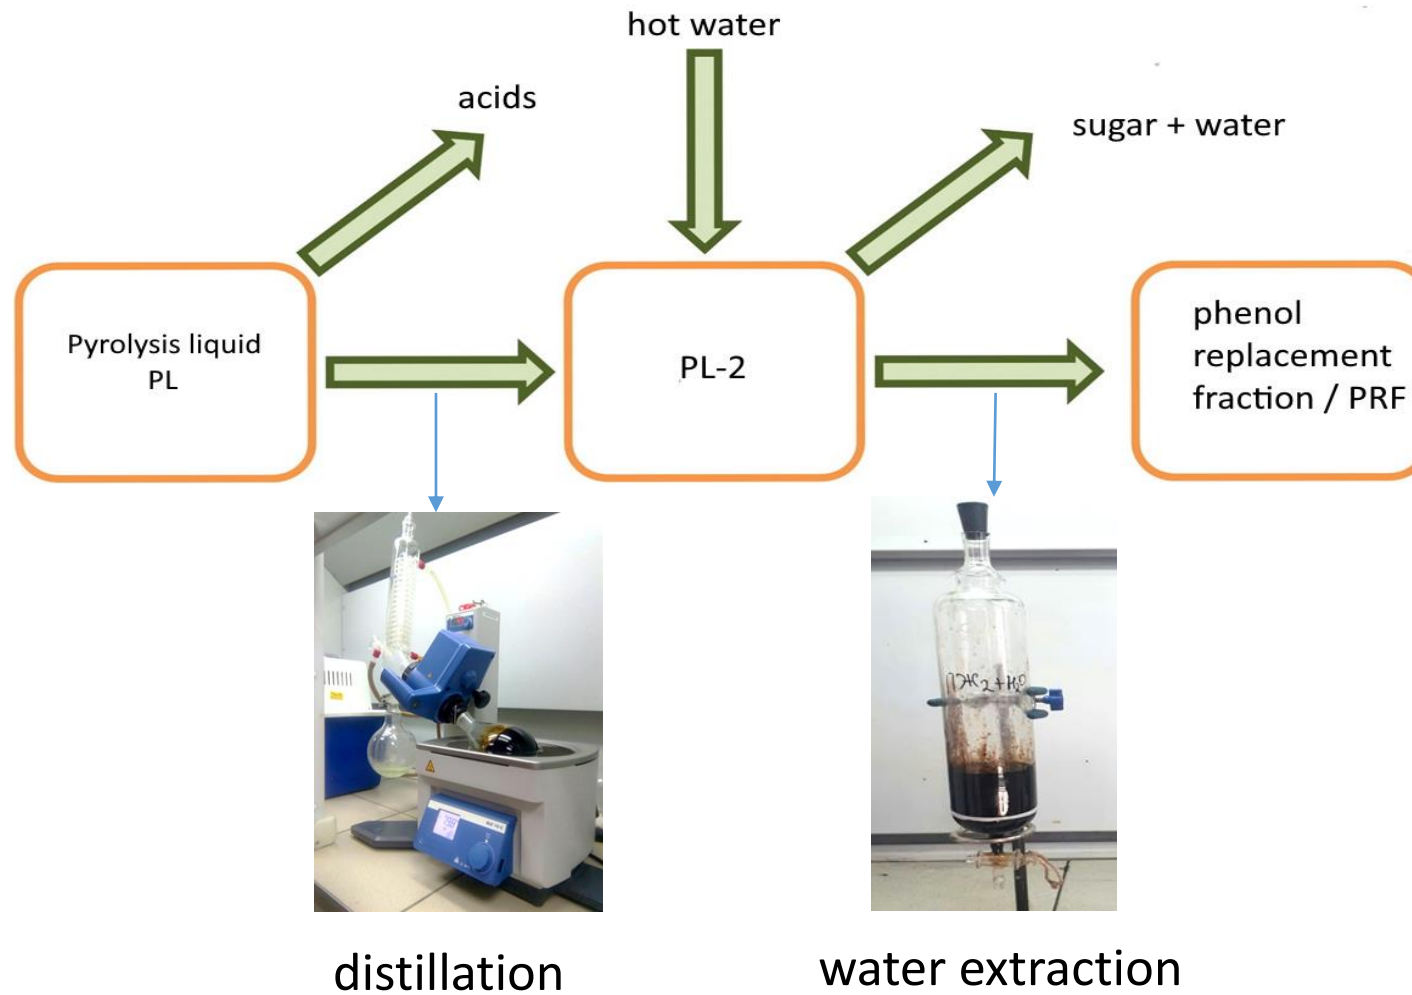 hot water
acids
sugar + water
Pyrolysis liquid
PL
PL-2
phenol
replacement
fraction / PRF
distillation
water extraction